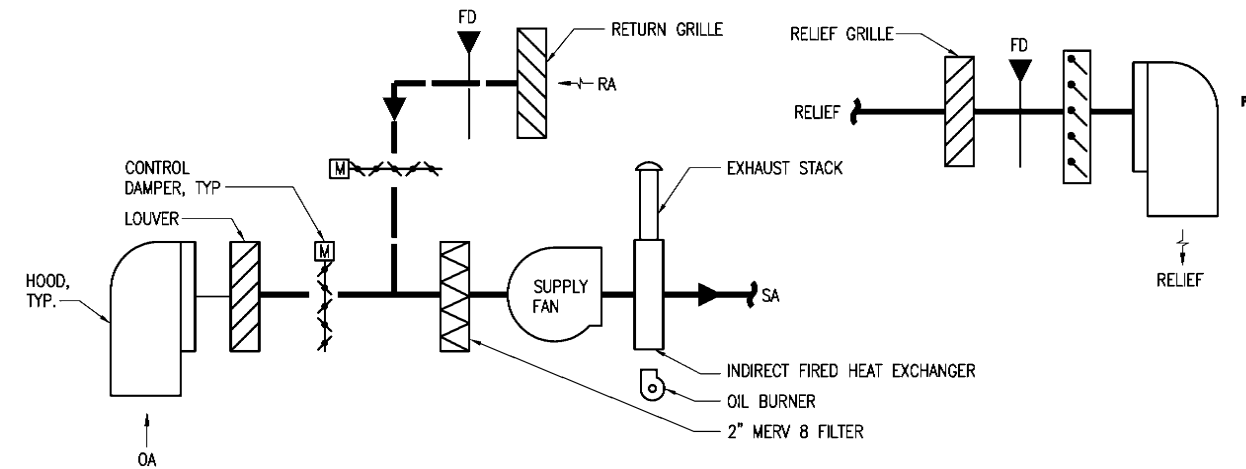 FD
RETURN GRILLE
RA
RELIEF GRILLE
FD
RELIEF
CONTROL
DAMPER, TYP
M
EXHAUST STACK
LOUVER
M
HOOD,
TYP.
SUPPLY
FAN
SA
RELIEF
INDIRECT FIRED HEAT EXCHANGER
OIL BURNER
2" MERV 8 FILTER
OA